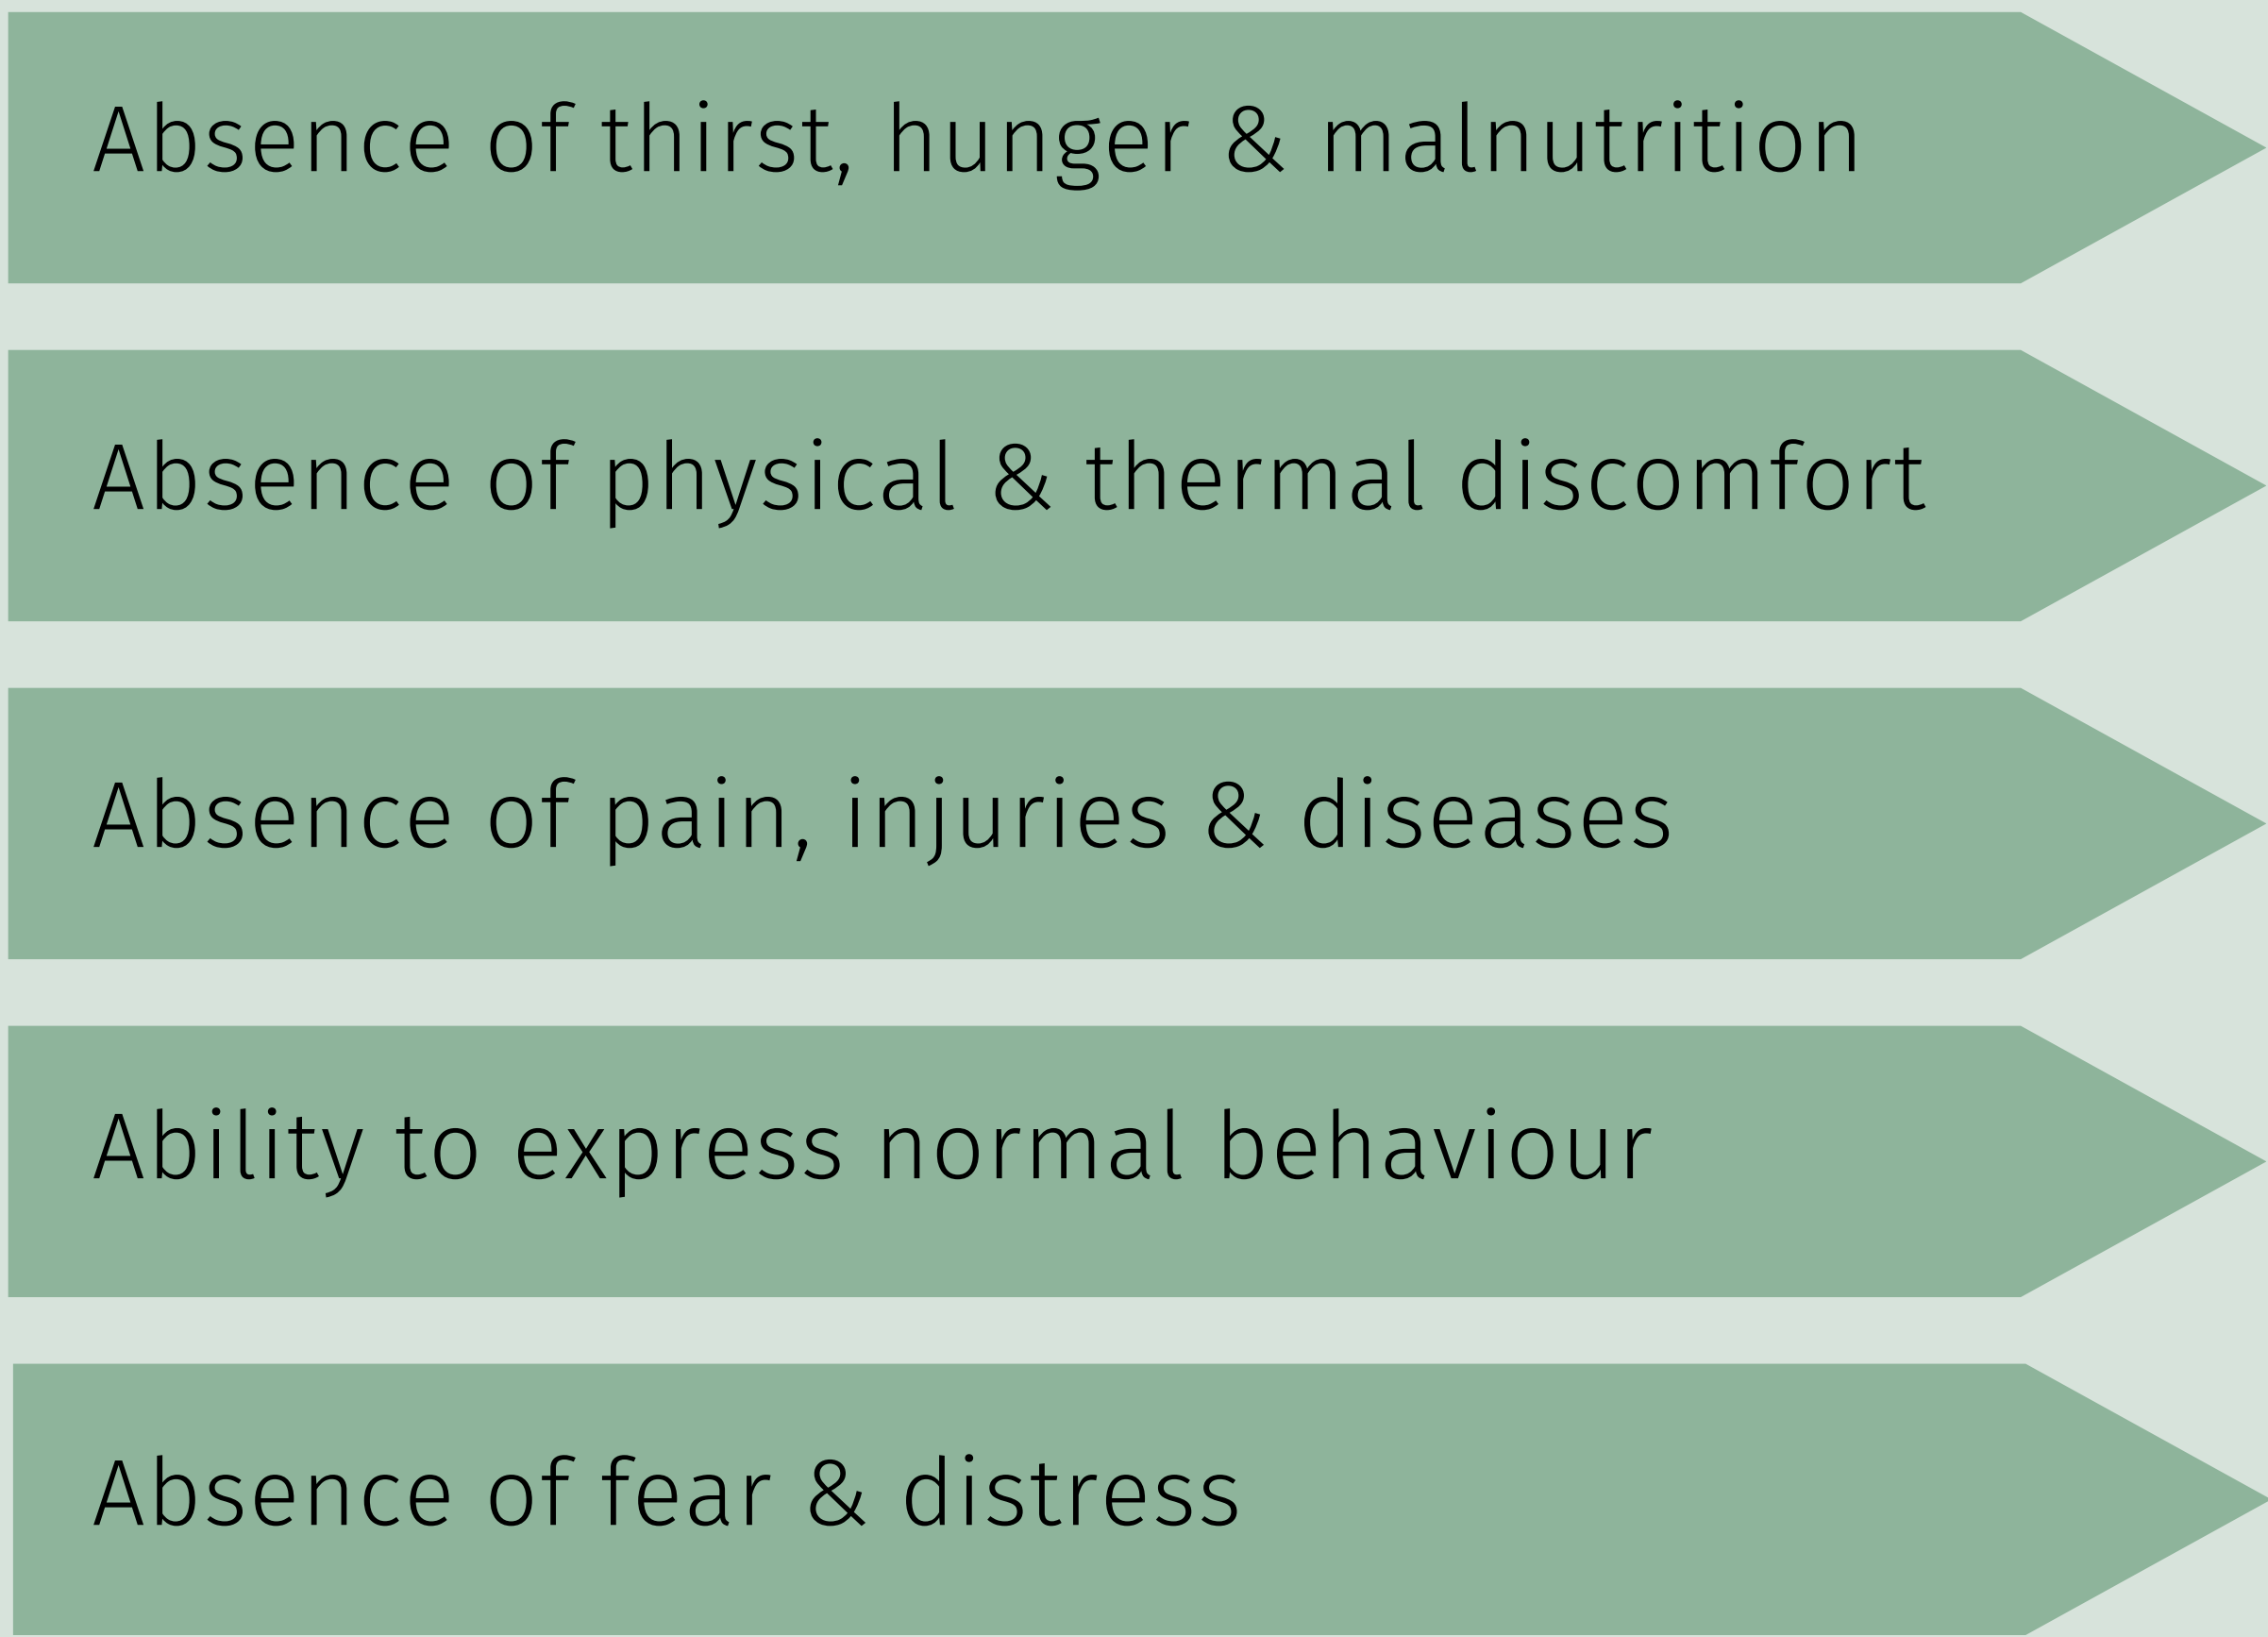 Absence of thirst, hunger & malnutrition
Absence of physical & thermal discomfort
Absence of pain, injuries & diseases
Ability to express normal behaviour
Absence of fear & distress